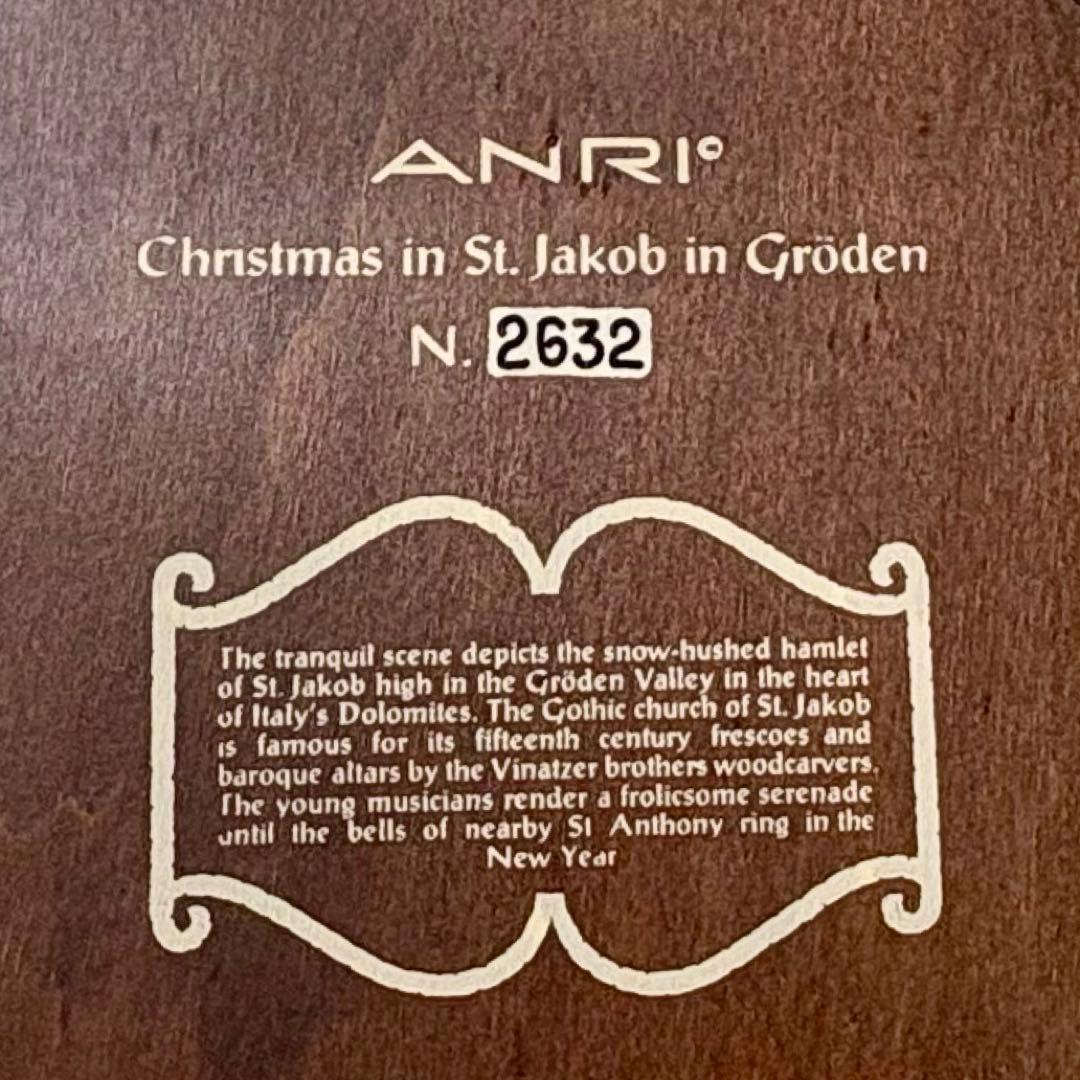 ANRI®
Christmas in St. Jakob in Gröden
N. 2632
The tranquil scene depicts the snow-hushed hamlet
of St. Jakob high in the Gröden Valley in the heart
of Italy's Dolomites. The Gothic church of St. Jakob
is famous for its fifteenth century frescoes and
baroque altars by the Vinatzer brothers woodcarvers.
The young musicians render a frolicsome serenade
until the bells of nearby St Anthony ring in the
New Year